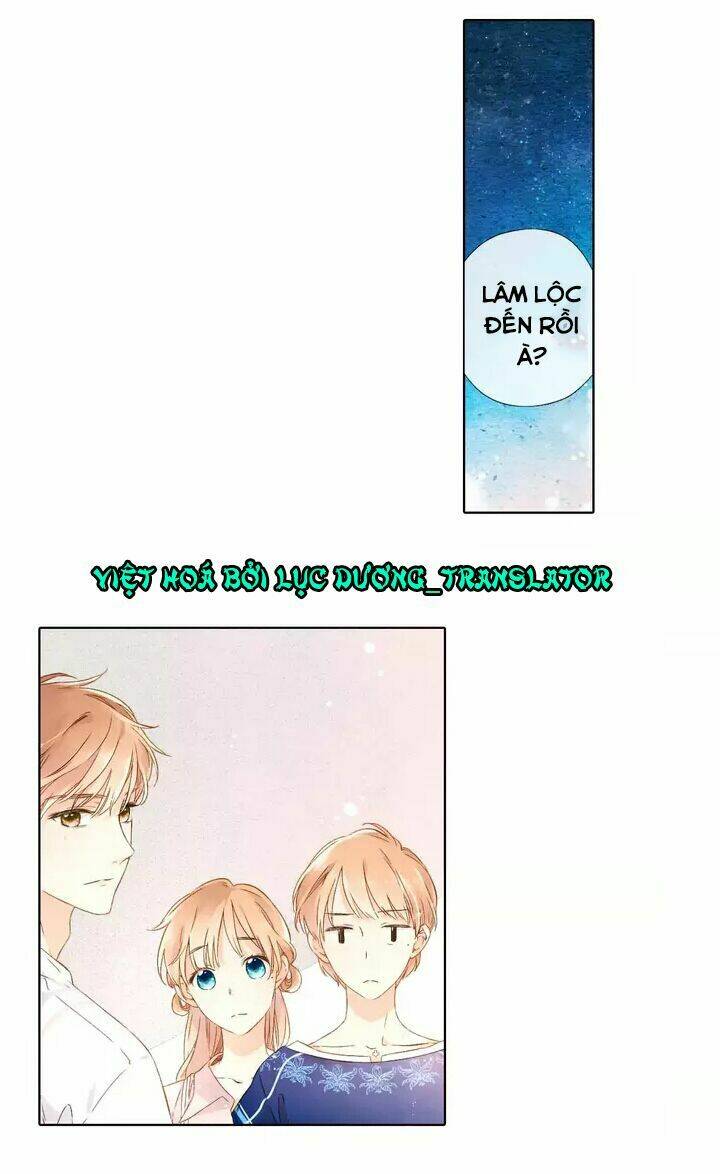 LÂM LỘC
ĐẾN RỒI
À?
VIỆT HOÁ BỞI LỤC DƯƠNG_TRANSLATOR